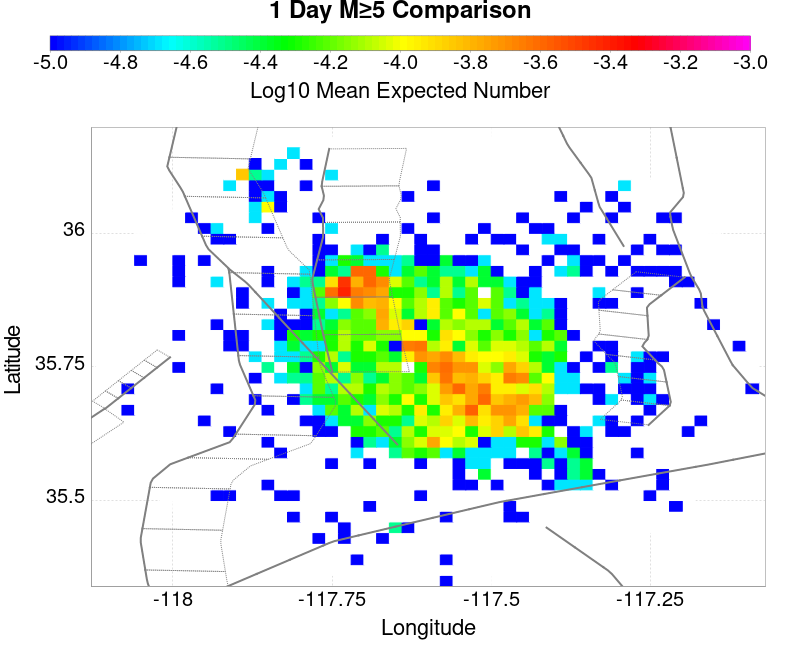 1 Day M≥5 Comparison
-5.0 -4.8 -4.6 -4.4 -4.2 -4.0 -3.8 -3.6 -3.4 -3.2 -3.0
Log10 Mean Expected Number
36
35.75
35.5
Latitude
-118 -117.75 -117.5 -117.25
Longitude